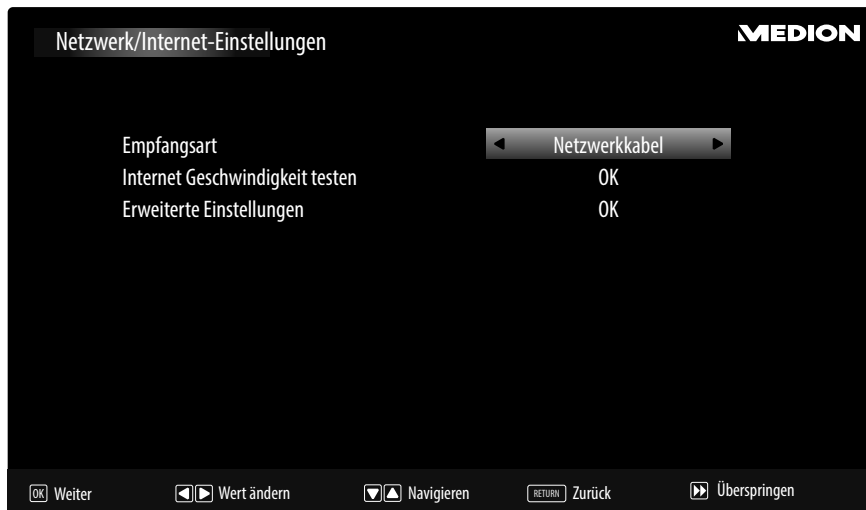 Netzwerk/Internet-Einstellungen
MEDION
Empfangsart Netzwerkkabel
Internet Geschwindigkeit testen OK
Erweiterte Einstellungen OK
OK Weiter Wert ändern Navigieren RETURN Zurück Überspringen